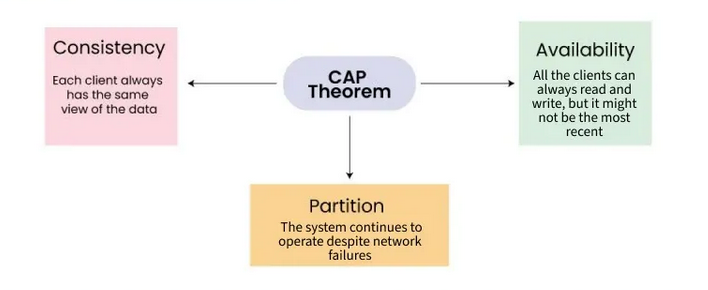 Consistency
Each client always
has the same
view of the data
CAP
Theorem
Availability
All the clients can
always read and
write, but it might
not be the most
recent
Partition
The system continues to
operate despite network
failures